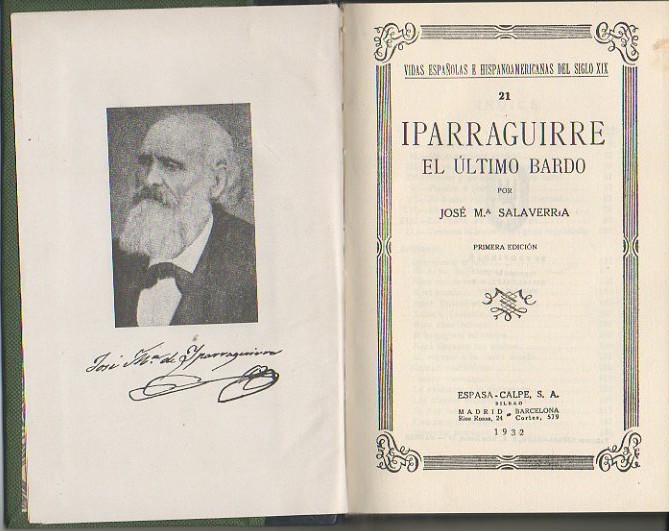 José Mª de Yparraguirre
VIDAS ESPAÑOLAS E HISPANOAMERICANAS DEL SIGLO XIX
21
IPARRAGUIRRE
EL ÚLTIMO BARDO
POR
JOSÉ M.ª SALAVERRÍA
PRIMERA EDICIÓN
ESPASA-CALPE, S. A.
BILBAO
MADRID BARCELONA
Ríos Rosas, 24 - Cortes, 579
1932